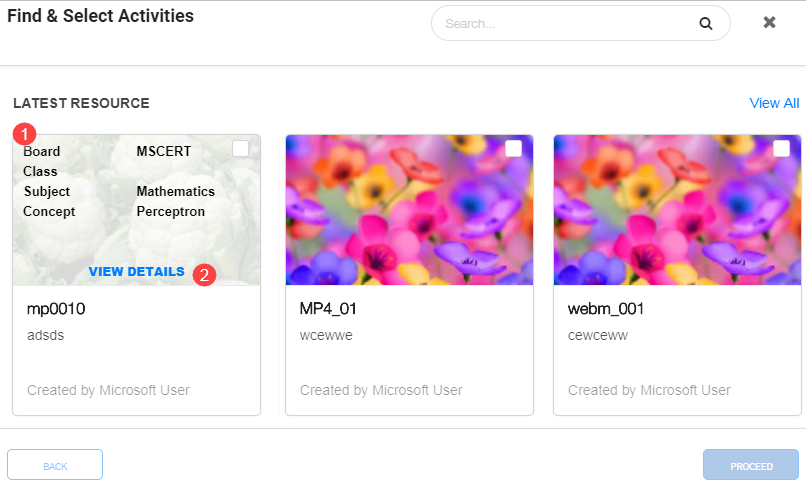 Find & Select Activities
Search...
LATEST RESOURCE
View All
1
Board MSCERT
Class
Subject Mathematics
Concept Perceptron
VIEW DETAILS 2
mp0010
adsds
Created by Microsoft User
MP4_01
wcewwe
Created by Microsoft User
webm_001
cewceww
Created by Microsoft User
BACK
PROCEED